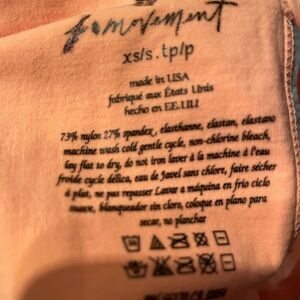 movement
xs/s . tp/p
made in USA
fabriqué aux États Unis
hecho en EE.UU
73% nylon 27% spandex, elasthanne, elastan, elastano
machine wash cold gentle cycle, non-chlorine bleach,
lay flat to dry, do not iron laver à la machine à l'eau
froide cycle délica, eau de Javel sans chlore, faire sécher
à plat, ne pas repasser Lavar a máquina en frío ciclo
suave, blanqueador sin cloro, coloque en plano para
secar, no planchar